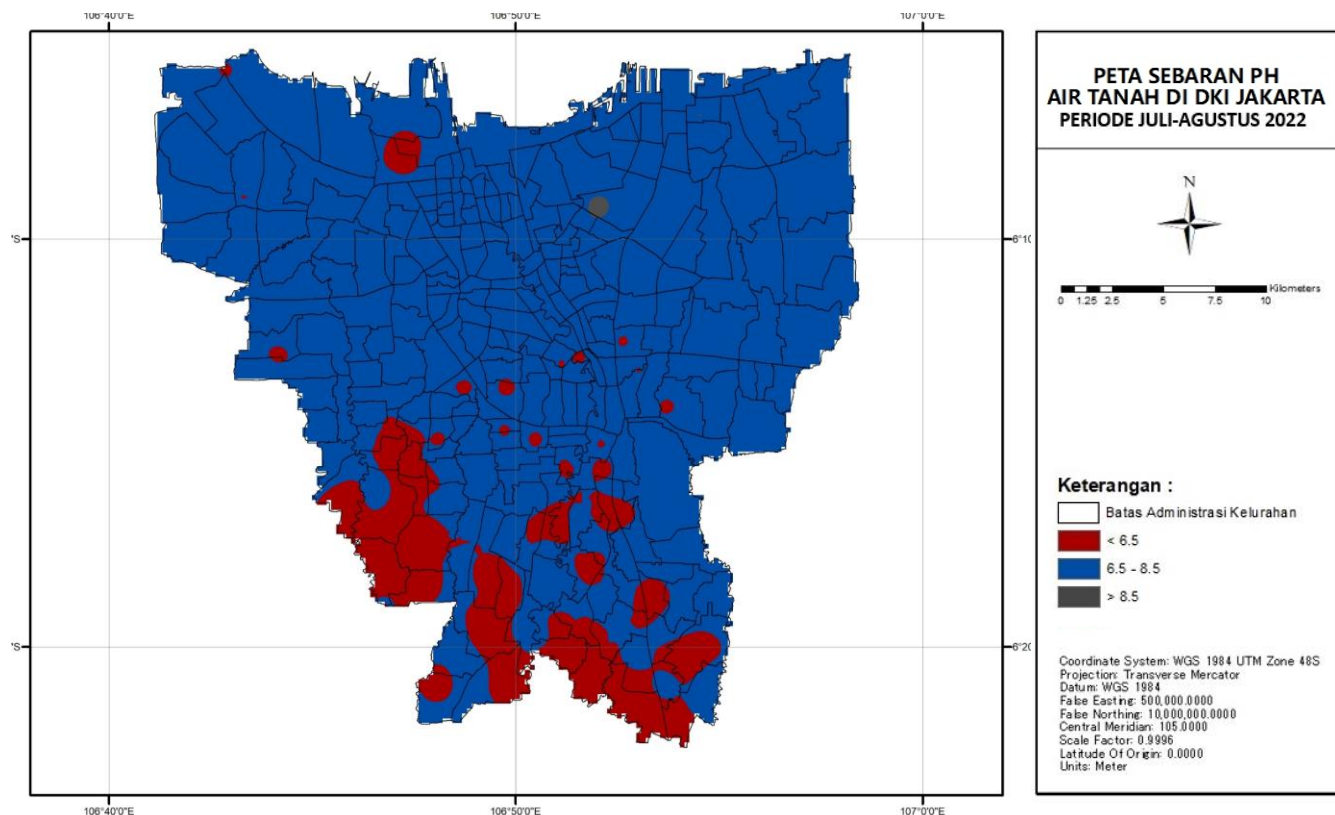 106°40'0"E
106°50'0"E
107°0'0"E
PETA SEBARAN PH
AIR TANAH DI DKI JAKARTA
PERIODE JULI-AGUSTUS 2022
N
Kilometers
0 1.25 2.5 5 7.5 10
°S
6°10
Keterangan :
Batas Administrasi Kelurahan
< 6.5
6.5 - 8.5
> 8.5
°S
6°20
Coordinate System: WGS 1984 UTM Zone 48S
Projection: Transverse Mercator
Datum: WGS 1984
False Easting: 500,000.0000
False Northing: 10,000,000.0000
Central Meridian: 105.0000
Scale Factor: 0.9996
Latitude Of Origin: 0.0000
Units: Meter
106°40'0"E
106°50'0"E
107°0'0"E